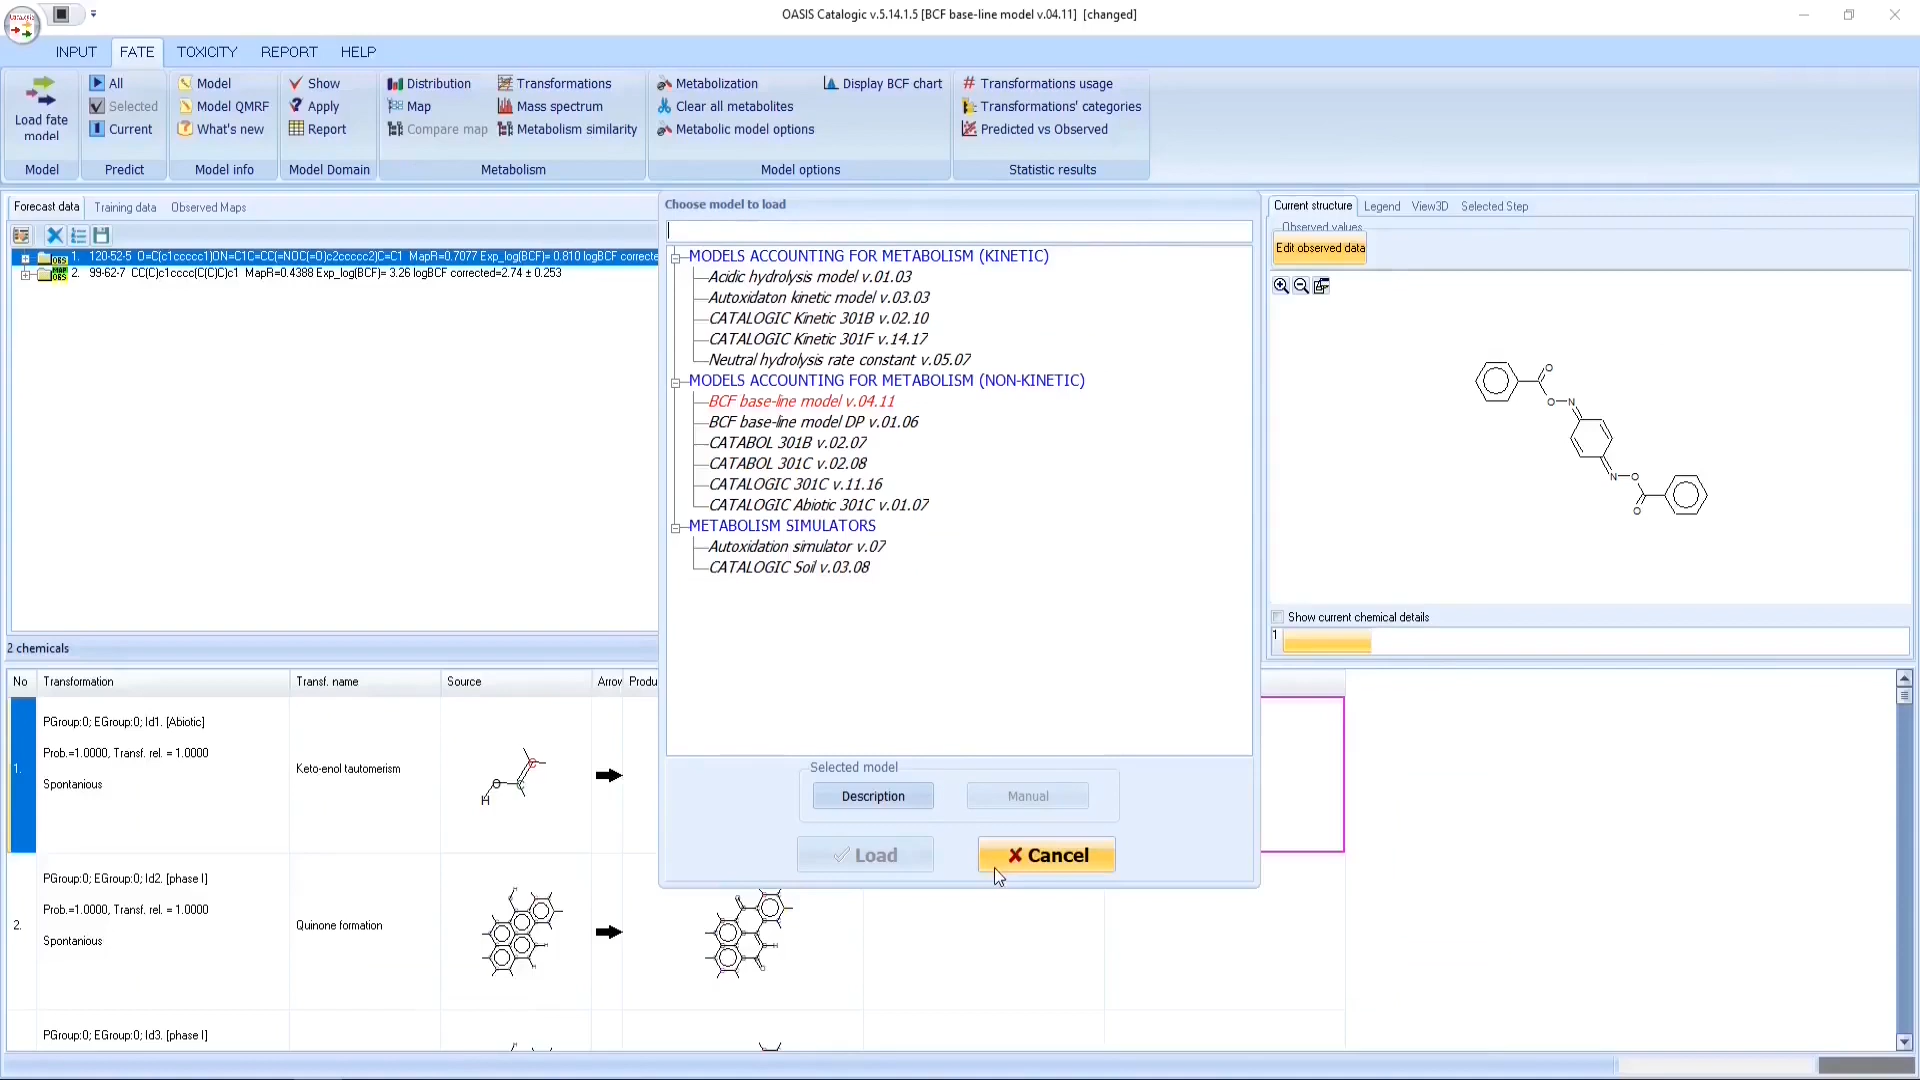 OASIS Catalogic v.5.14.1.5 [BCF base-line model v.04.11] [changed]
INPUT FATE TOXICITY REPORT HELP
Load fate model
Model
All
Selected
Current
Predict
Model
Model QMRF
What's new
Model info
Show
Apply
Report
Model Domain
Distribution
Map
Compare map
Transformations
Mass spectrum
Metabolism similarity
Metabolism
Metabolization
Clear all metabolites
Metabolic model options
Display BCF chart
Model options
Transformations usage
Transformations' categories
Predicted vs Observed
Statistic results
Forecast data Training data Observed Maps
1. 120-52-5 O=C(c1ccccc1)ON=C1C=CC(=NOC(=O)c2ccccc2)C=C1 MapR=0.7077 Exp_log(BCF)= 0.810 logBCF correcte
2. 99-62-7 CC(C)c1cccc(C(C)C)c1 MapR=0.4388 Exp_log(BCF)= 3.26 logBCF corrected=2.74 ± 0.253
2 chemicals
Choose model to load
MODELS ACCOUNTING FOR METABOLISM (KINETIC)
Acidic hydrolysis model v.01.03
Autoxidaton kinetic model v.03.03
CATALOGIC Kinetic 301B v.02.10
CATALOGIC Kinetic 301F v.14.17
Neutral hydrolysis rate constant v.05.07
MODELS ACCOUNTING FOR METABOLISM (NON-KINETIC)
BCF base-line model v.04.11
BCF base-line model DP v.01.06
CATABOL 301B v.02.07
CATABOL 301C v.02.08
CATALOGIC 301C v.11.16
CATALOGIC Abiotic 301C v.01.07
METABOLISM SIMULATORS
Autoxidation simulator v.07
CATALOGIC Soil v.03.08
Selected model
Description Manual
Load Cancel
Current structure Legend View3D Selected Step
Observed values
Edit observed data
Show current chemical details
1
No Transformation Transf. name Source Arrov Produ
1.
PGroup:0; EGroup:0; Id1. [Abiotic]
Prob.=1.0000, Transf. rel. = 1.0000
Spontanious
Keto-enol tautomerism
2.
PGroup:0; EGroup:0; Id2. [phase I]
Prob.=1.0000, Transf. rel. = 1.0000
Spontanious
Quinone formation
PGroup:0; EGroup:0; Id3. [phase I]